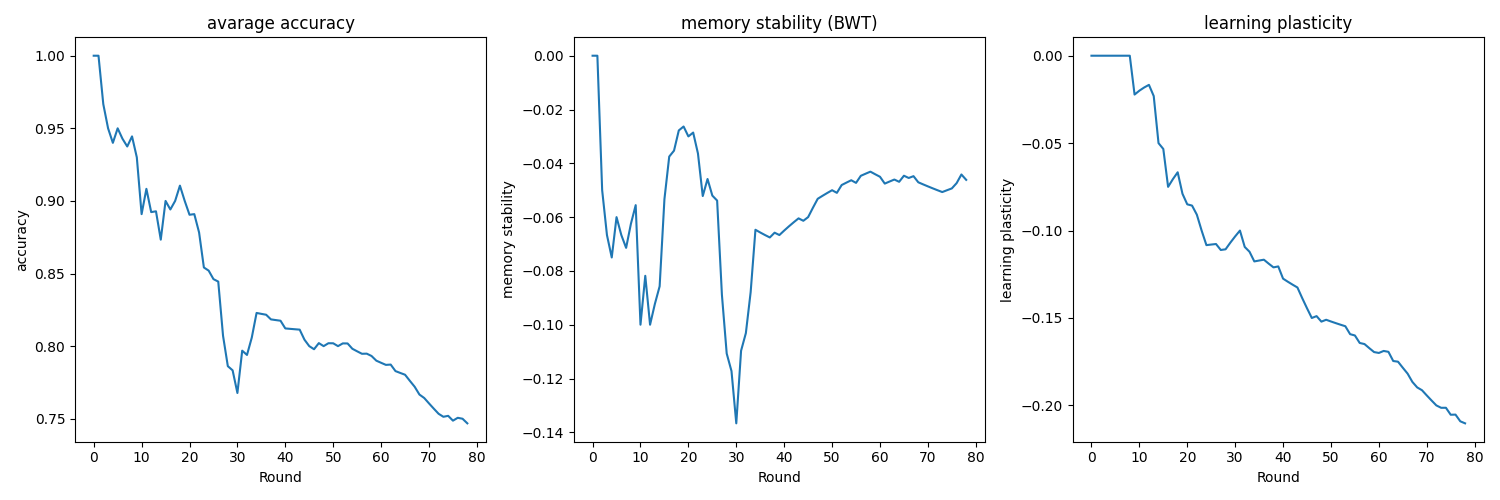 avarage accuracy
accuracy
1.00
0.95
0.90
0.85
0.80
0.75
0 10 20 30 40 50 60 70 80
Round
memory stability (BWT)
memory stability
0.00
−0.02
−0.04
−0.06
−0.08
−0.10
−0.12
−0.14
0 10 20 30 40 50 60 70 80
Round
learning plasticity
learning plasticity
0.00
−0.05
−0.10
−0.15
−0.20
0 10 20 30 40 50 60 70 80
Round